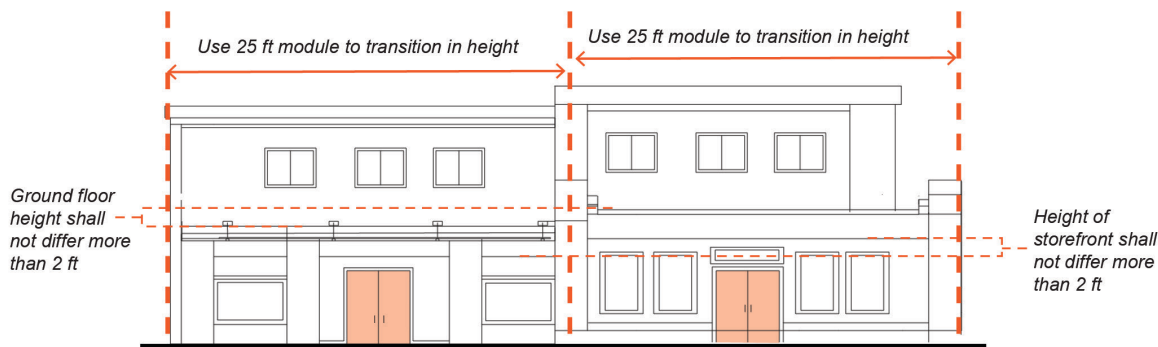 Use 25 ft module to transition in height
Use 25 ft module to transition in height
Ground floor
height shall
not differ more
than 2 ft
Height of
storefront shall
not differ more
than 2 ft